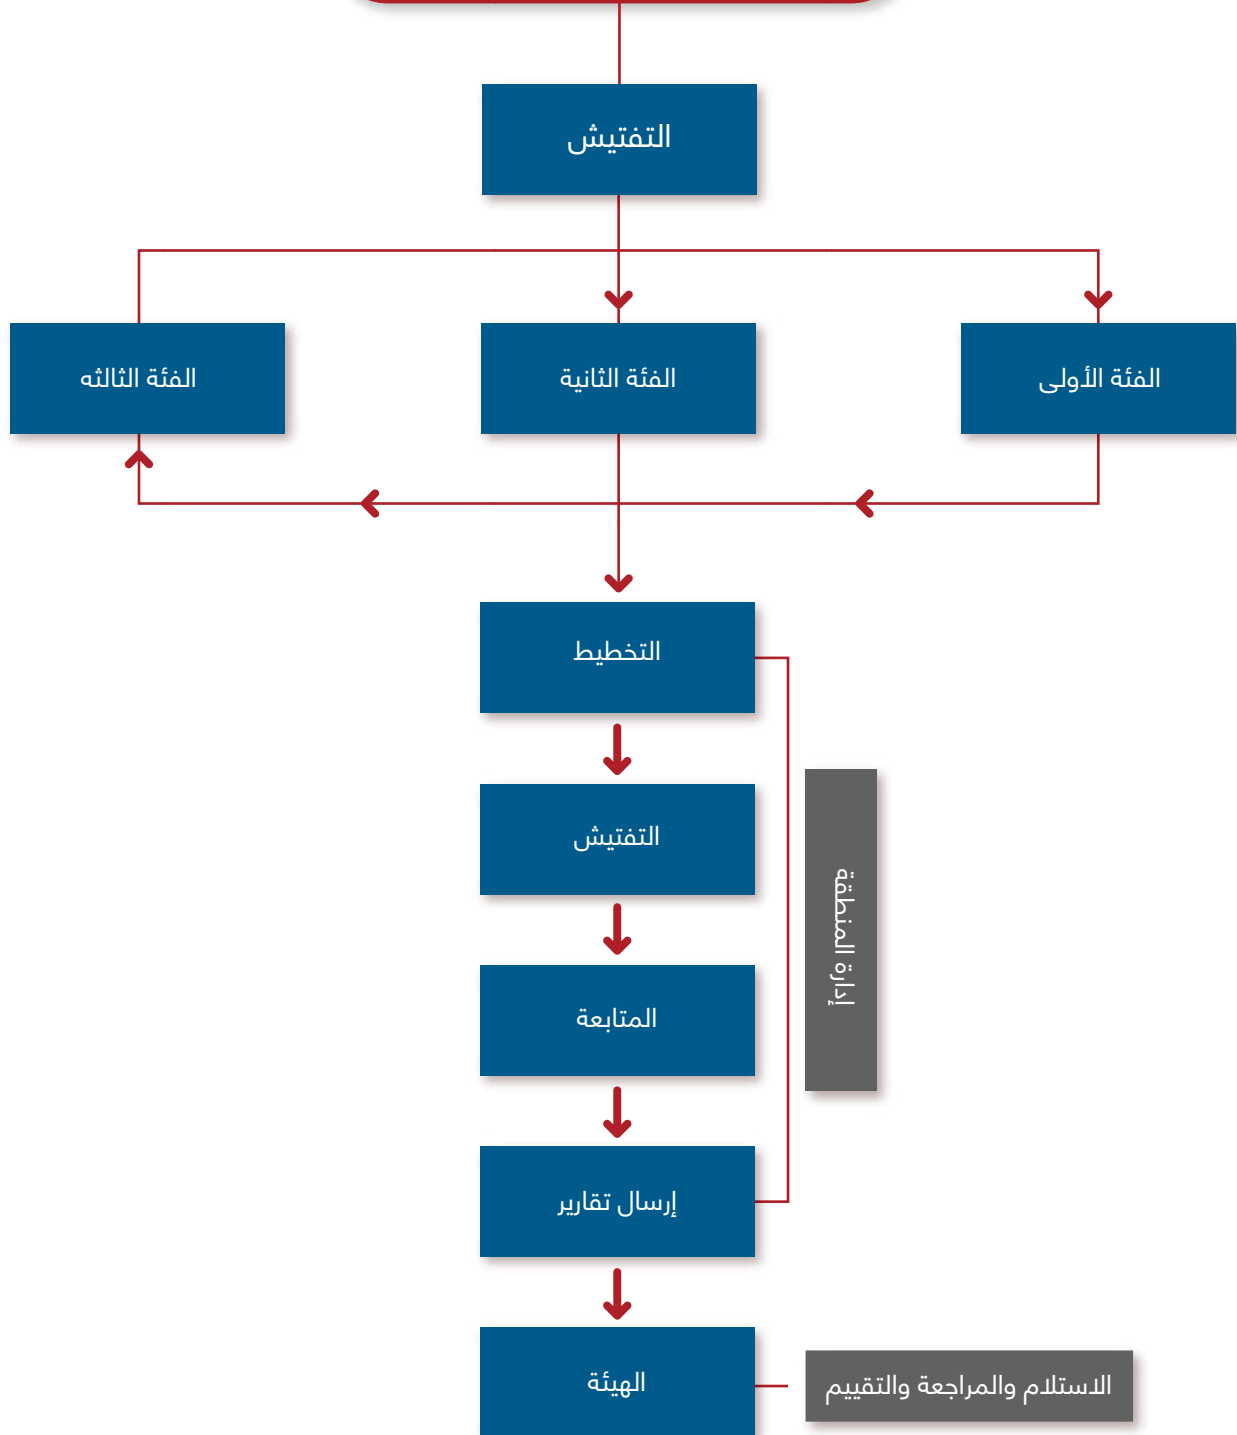 التفتيش
الفئة الأولى
الفئة الثانية
الفئة الثالثه
التخطيط
التفتيش
إدارة المنطقة
المتابعة
إرسال تقارير
الهيئة
الاستلام والمراجعة والتقييم